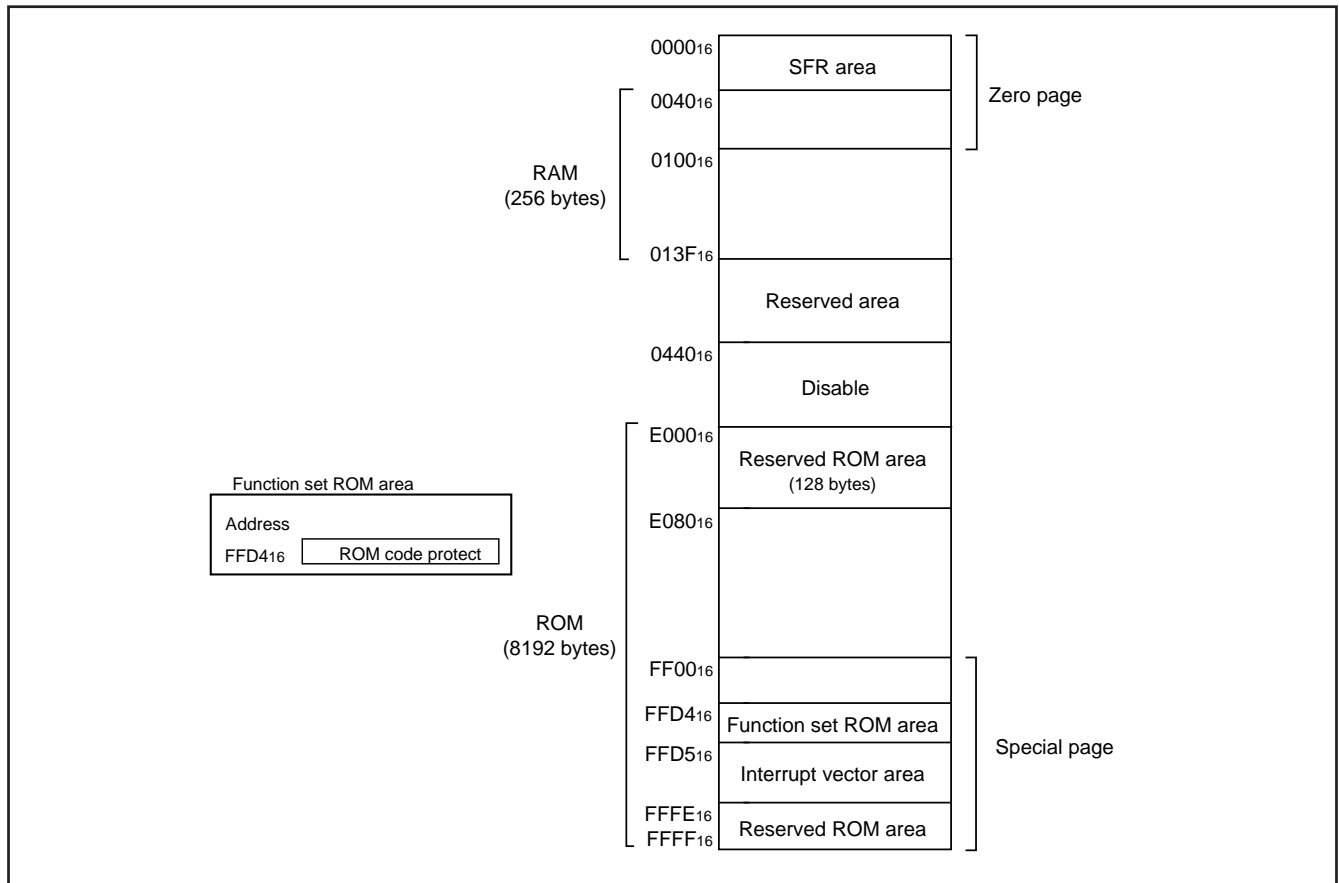 0000₁₆
SFR area
Zero page
0040₁₆
0100₁₆
RAM
(256 bytes)
013F₁₆
Reserved area
0440₁₆
Disable
E000₁₆
Reserved ROM area
(128 bytes)
Function set ROM area
Address
FFD4₁₆ ROM code protect
E080₁₆
ROM
(8192 bytes)
FF00₁₆
FFD4₁₆
Function set ROM area
FFD5₁₆
Special page
Interrupt vector area
FFFE₁₆
Reserved ROM area
FFFF₁₆